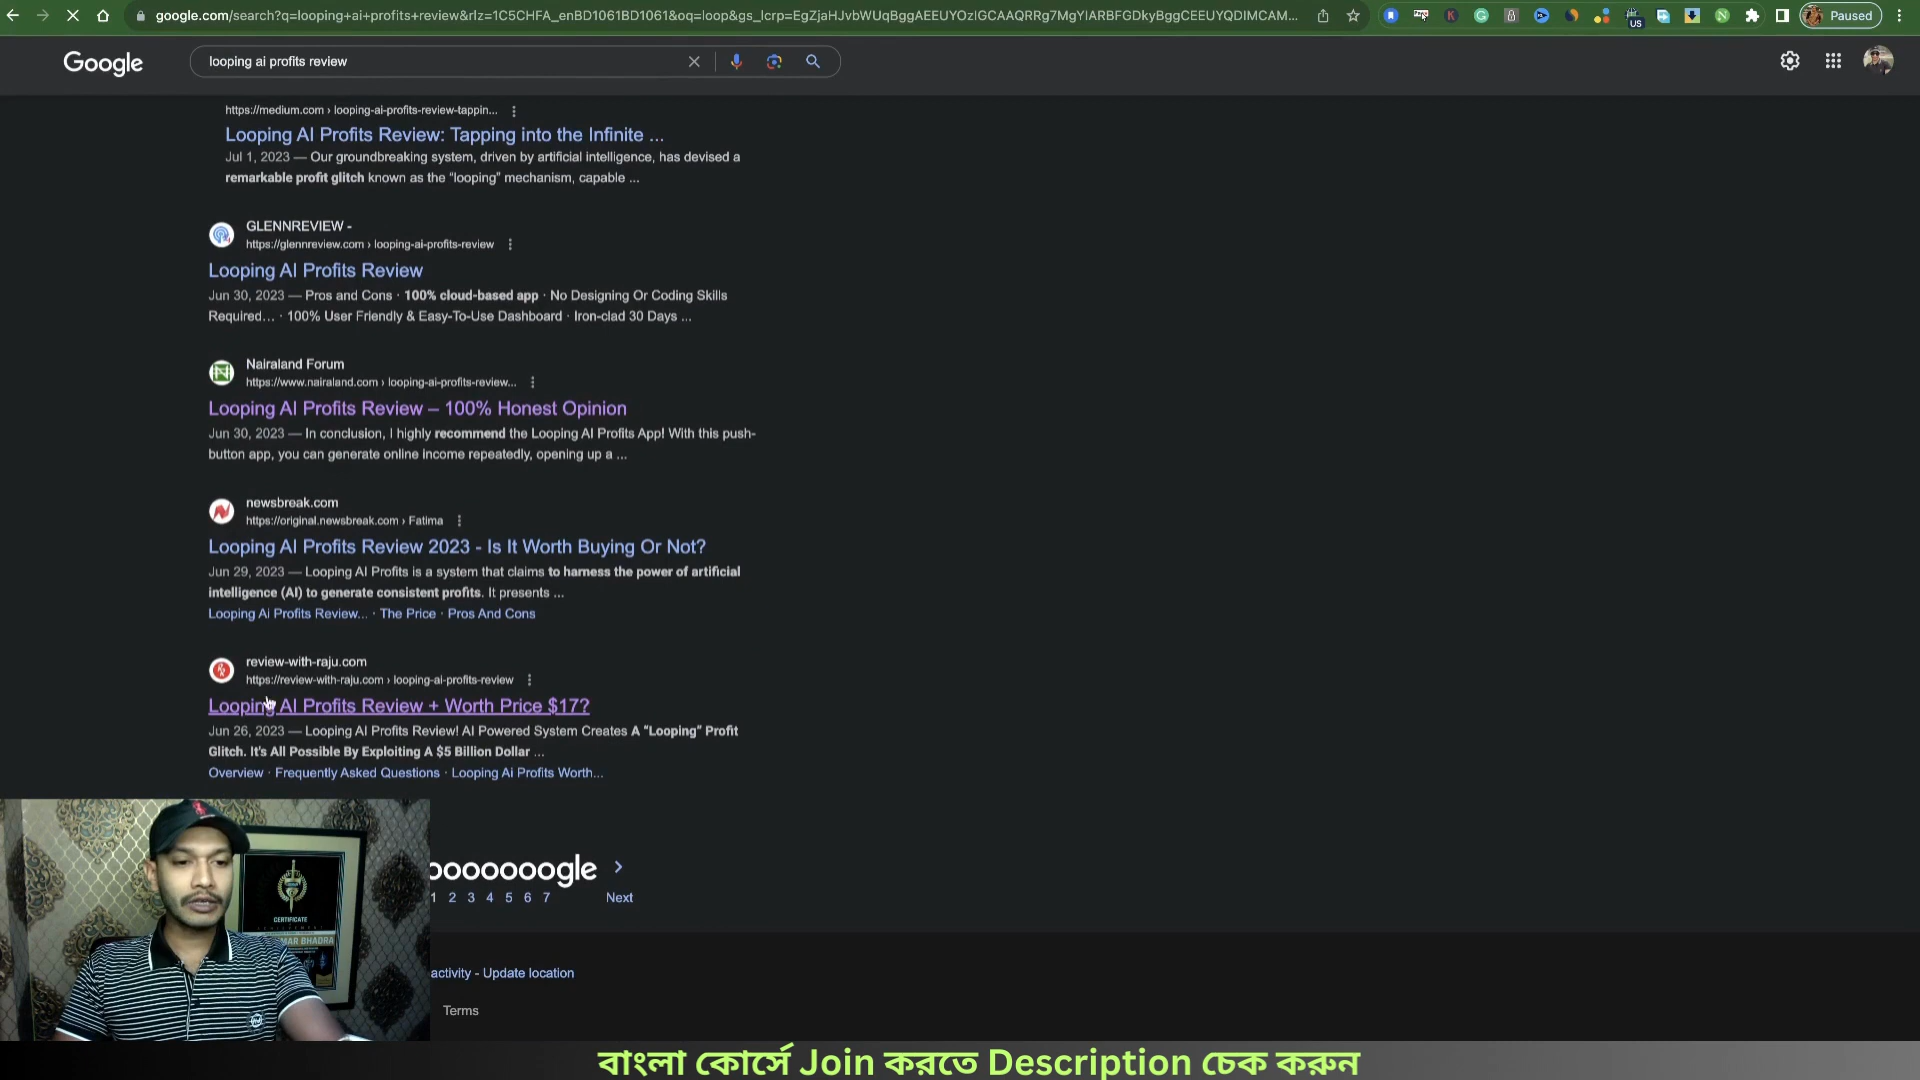 google.com/search?q=looping+ai+profits+review&rlz=1C5CHFA_enBD1061BD1061&oq=loop&gs_lcrp=EgZjaHJvbWUqBggAEEUYOzIGCAAQRRg7MgYIARBFGDkyBggCEEUYQDIMCAM...
Paused
Google
looping ai profits review
US
https://medium.com › looping-ai-profits-review-tappin...
Looping AI Profits Review: Tapping into the Infinite ...
Jul 1, 2023 — Our groundbreaking system, driven by artificial intelligence, has devised a
remarkable profit glitch known as the “looping” mechanism, capable ...
GLENNREVIEW -
https://glennreview.com › looping-ai-profits-review
Looping AI Profits Review
Jun 30, 2023 — Pros and Cons · 100% cloud-based app · No Designing Or Coding Skills
Required… · 100% User Friendly & Easy-To-Use Dashboard · Iron-clad 30 Days ...
Nairaland Forum
https://www.nairaland.com › looping-ai-profits-review...
Looping AI Profits Review – 100% Honest Opinion
Jun 30, 2023 — In conclusion, I highly recommend the Looping AI Profits App! With this push-
button app, you can generate online income repeatedly, opening up a ...
newsbreak.com
https://original.newsbreak.com › Fatima
Looping AI Profits Review 2023 - Is It Worth Buying Or Not?
Jun 29, 2023 — Looping AI Profits is a system that claims to harness the power of artificial
intelligence (AI) to generate consistent profits. It presents ...
Looping Ai Profits Review... · The Price · Pros And Cons
review-with-raju.com
https://review-with-raju.com › looping-ai-profits-review
Looping AI Profits Review + Worth Price $17?
Jun 26, 2023 — Looping AI Profits Review! AI Powered System Creates A “Looping” Profit
Glitch. It's All Possible By Exploiting A $5 Billion Dollar ...
Overview · Frequently Asked Questions · Looping Ai Profits Worth...
oooooogle
1 2 3 4 5 6 7 Next
CERTIFICATE
MAR BHADRA
activity - Update location
Terms
বাংলা কোর্সে Join করতে Description চেক করুন